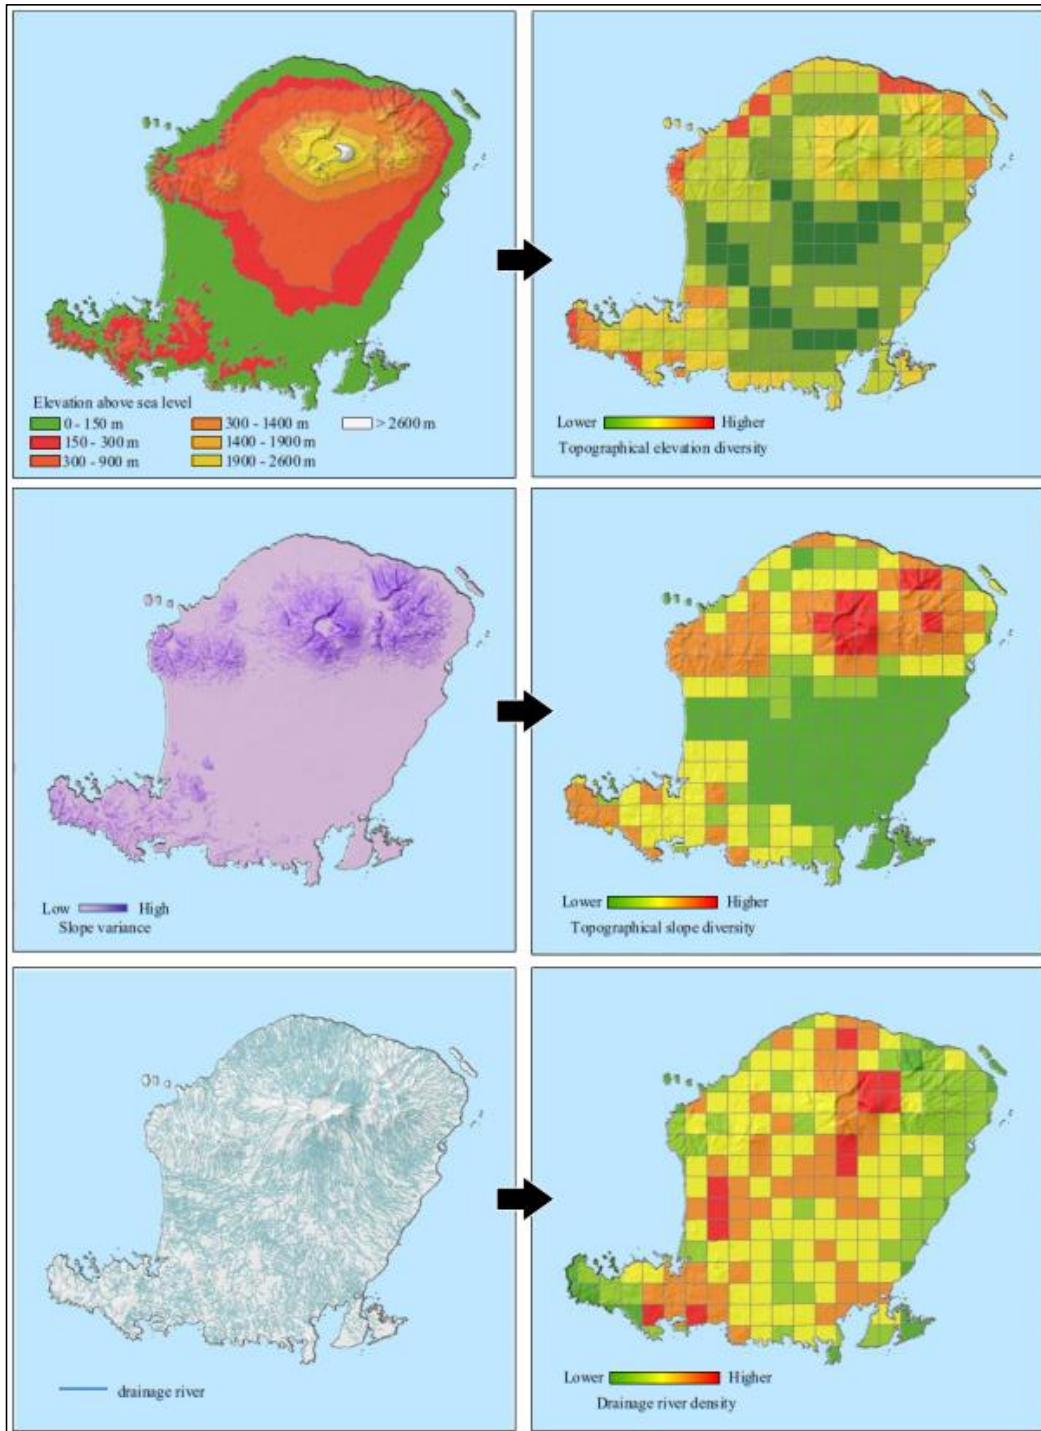 Elevation above sea level
0 - 150 m
300 - 1400 m
> 2600 m
150 - 300 m
1400 - 1900 m
300 - 900 m
1900 - 2600 m
Lower
Higher
Topographical elevation diversity
Low
High
Slope variance
Lower
Higher
Topographical slope diversity
drainage river
Lower
Higher
Drainage river density